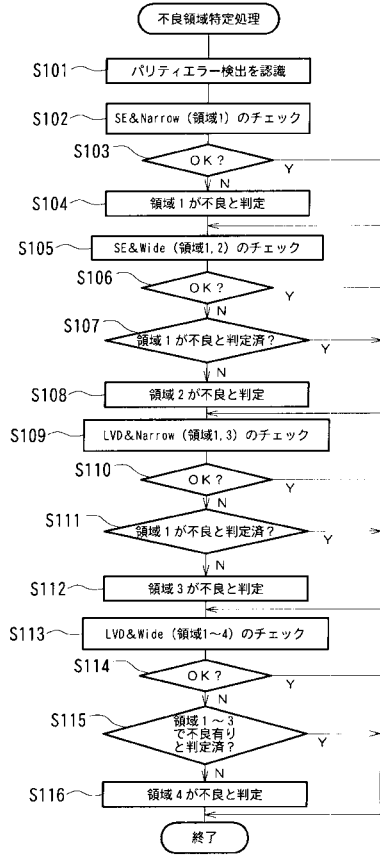 不良領域特定処理
S101
パリティエラー検出を認識
S102
SE&Narrow（領域1）のチェック
S103
OK?
Y
N
S104
領域1が不良と判定
S105
SE&Wide（領域1,2）のチェック
S106
OK?
Y
N
S107
領域1が不良と判定済?
Y
N
S108
領域2が不良と判定
S109
LVD&Narrow（領域1,3）のチェック
S110
OK?
Y
N
S111
領域1が不良と判定済?
Y
N
S112
領域3が不良と判定
S113
LVD&Wide（領域1～4）のチェック
S114
OK?
Y
N
S115
領域1～3
で不良有り
と判定済?
Y
N
S116
領域4が不良と判定
終了